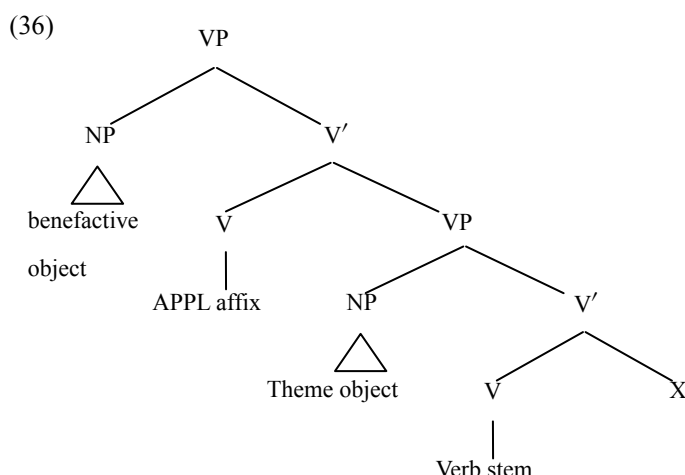 (36)
VP
NP V′
benefactive
object
V VP
APPL affix
NP V′
Theme object
V X
Verb stem